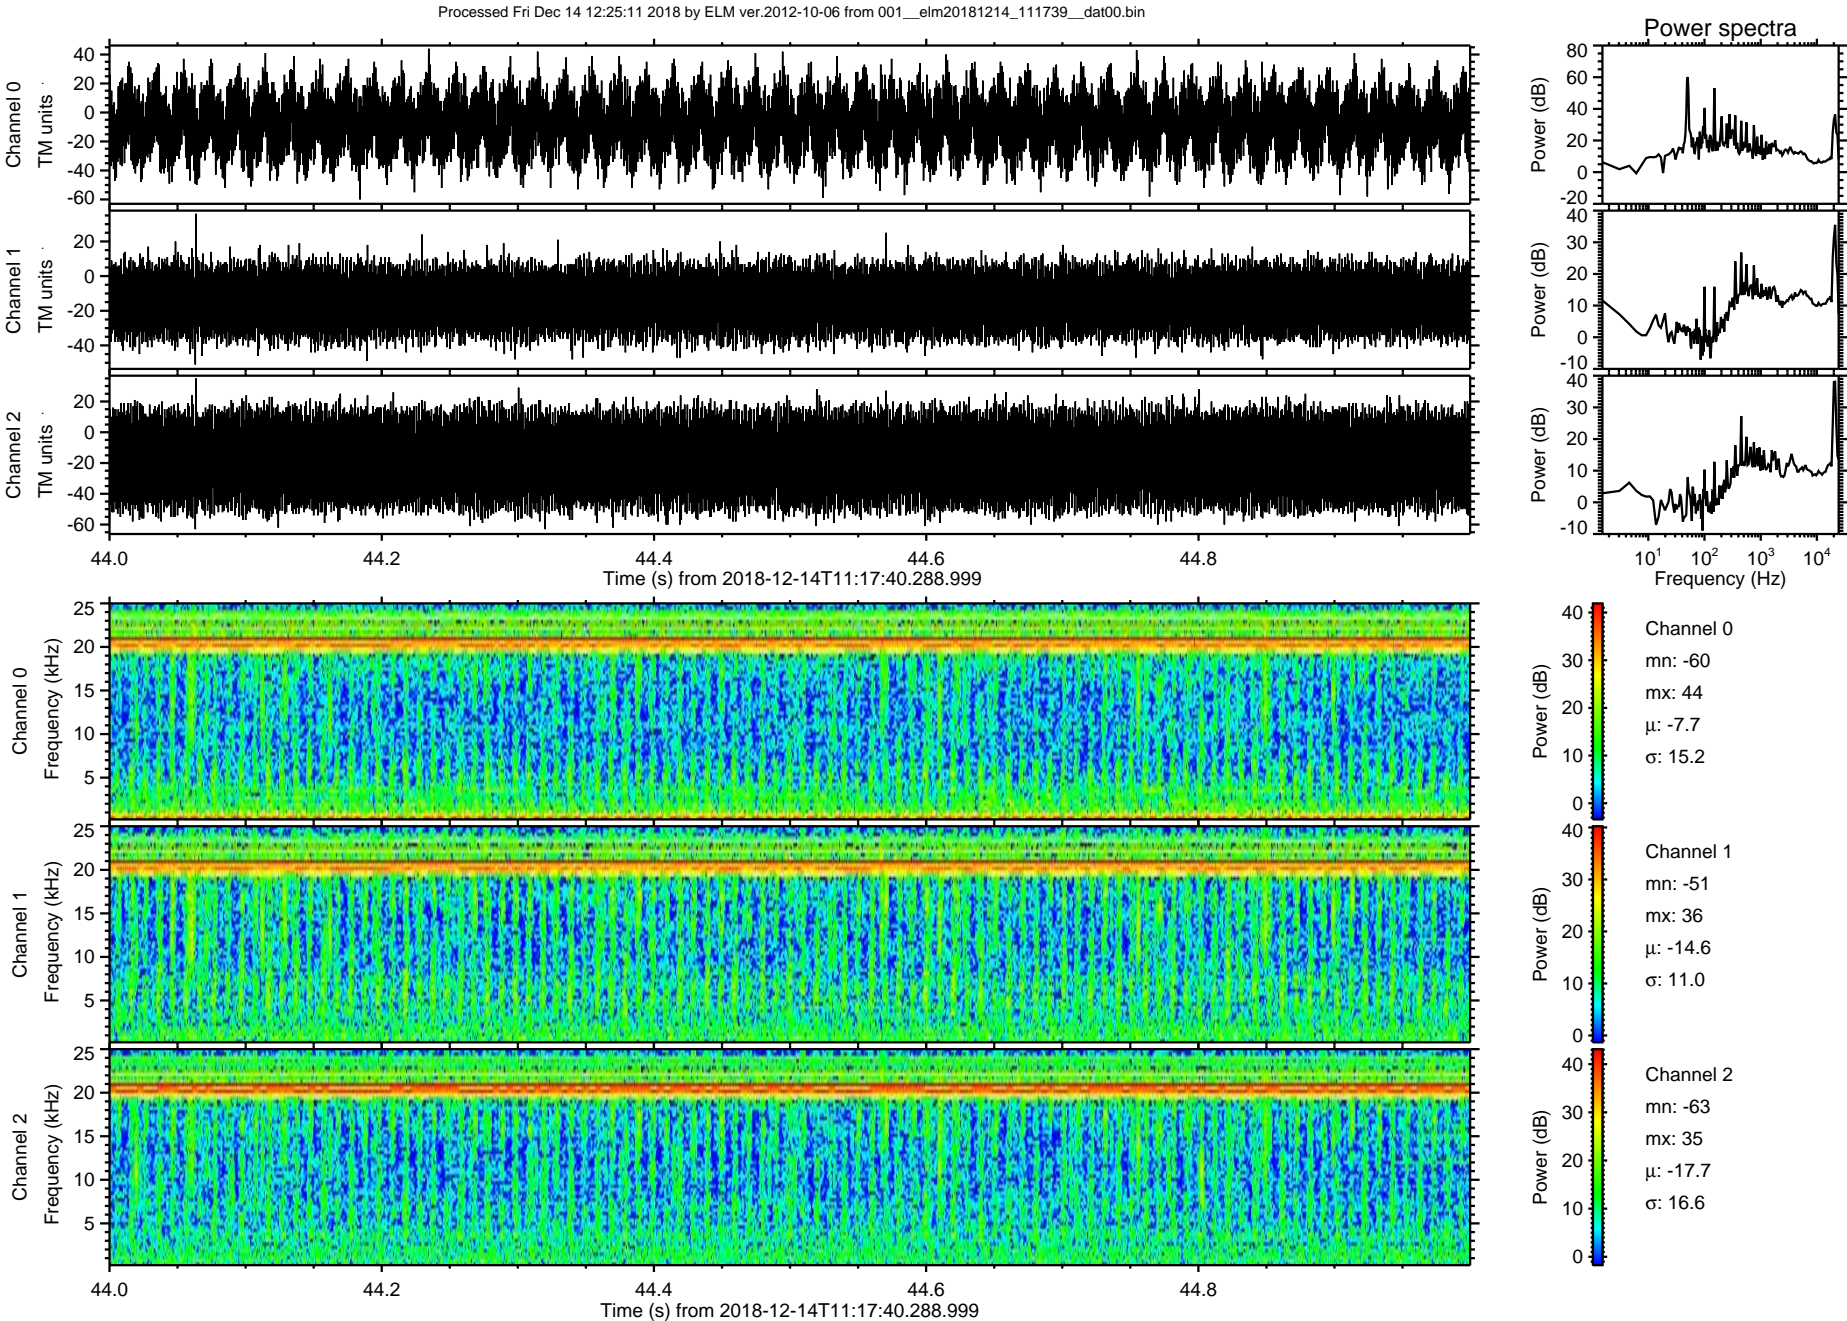 Processed Fri Dec 14 12:25:11 2018 by ELM ver.2012-10-06 from 001__elm20181214_111739__dat00.bin
Power spectra
Channel 0
TM units
40
20
0
-20
-40
-60
Power (dB)
80
60
40
20
0
-20
Channel 1
TM units
20
0
-20
-40
Power (dB)
40
30
20
10
0
-10
Channel 2
TM units
20
0
-20
-40
-60
Power (dB)
40
30
20
10
0
-10
44.0 44.2 44.4 44.6 44.8
Time (s) from 2018-12-14T11:17:40.288.999
10^1 10^2 10^3 10^4
Frequency (Hz)
Channel 0
Frequency (kHz)
25
20
15
10
5
Power (dB)
40
30
20
10
0
Channel 0
mn: -60
mx: 44
μ: -7.7
σ: 15.2
Channel 1
Frequency (kHz)
25
20
15
10
5
Power (dB)
40
30
20
10
0
Channel 1
mn: -51
mx: 36
μ: -14.6
σ: 11.0
Channel 2
Frequency (kHz)
25
20
15
10
5
Power (dB)
40
30
20
10
0
Channel 2
mn: -63
mx: 35
μ: -17.7
σ: 16.6
44.0 44.2 44.4 44.6 44.8
Time (s) from 2018-12-14T11:17:40.288.999